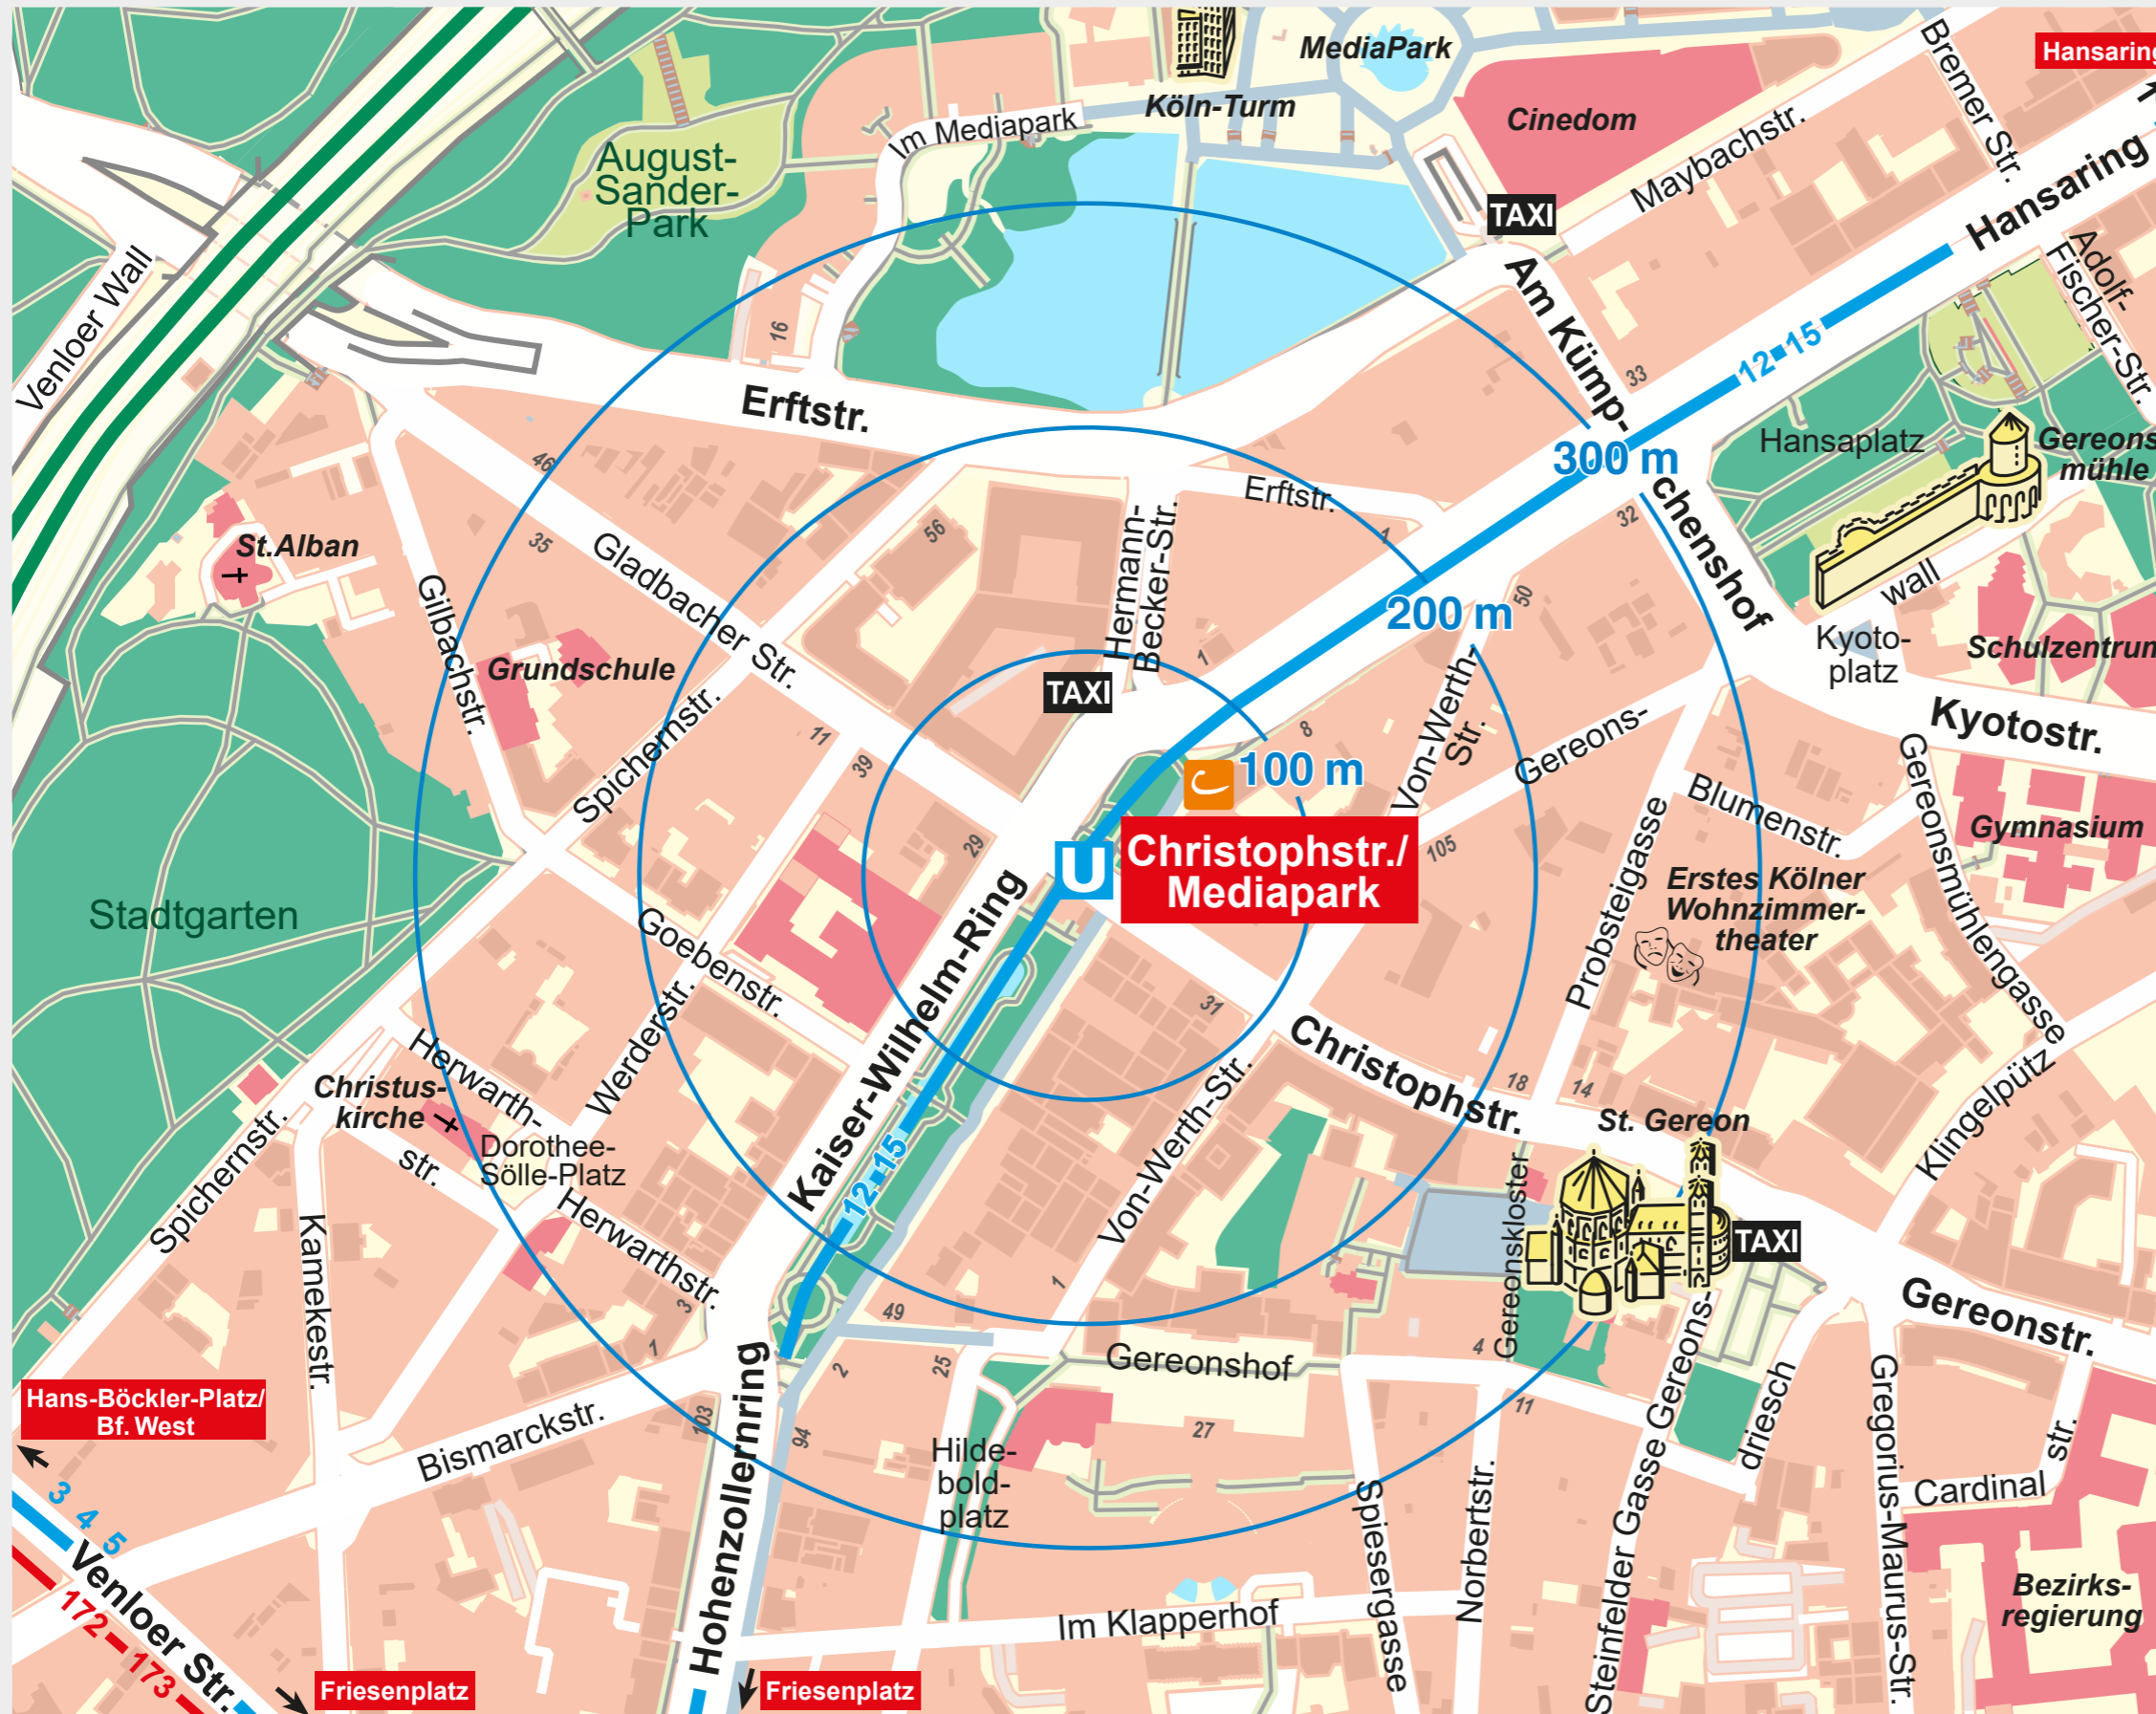 MediaPark
Köln-Turm
Cinedom
Bremer Str.
Hansaring
Im Mediapark
Maybachstr.
August-
Sander-
Park
TAXI
Hansaring
Venloer Wall
Adolf-
Fischer-Str.
16
Am Kümp-
chenshof
33
12 15
Erftstr.
300 m
Hansaplatz
Gereons
mühle
46
35
56
Erftstr.
1
32
St.Alban
Gladbacher Str.
Hermann-
Becker-Str.
200 m
50
wall
Gilbachstr.
Grundschule
1
Kyoto-
platz
Schulzentrum
TAXI
Spichernstr.
11
39
8
Von-Werth-
Str.
Gereons-
Kyotostr.
100 m
29
U
Christophstr./
Mediapark
105
Blumenstr.
Gereonsmühlengasse
Gymnasium
Probsteigasse
Erstes Kölner
Wohnzimmer-
theater
Stadtgarten
Goebenstr.
Kaiser-Wilhelm-Ring
31
Christophstr.
Werderstr.
Herwarth-
str.
Christus-
kirche
Dorothee-
Sölle-Platz
18
14
St. Gereon
Klingelpütz
Spichernstr.
Von-Werth-Str.
12 15
Gereonskloster
TAXI
Kamekestr.
Herwarthstr.
3
1
49
1
2
25
4
Gereonstr.
Gereonshof
Hans-Böckler-Platz/
Bf. West
Bismarckstr.
103
94
Hohenzollernring
27
11
Gereons-
driesch
Hilde-
bold-
platz
Spiesergasse
Norbertstr.
Steinfelder Gasse
Gregorius-Maurus-Str.
Cardinal
str.
3 4 5
Venloer Str.
172
173
Im Klapperhof
Bezirks-
regierung
Friesenplatz
Friesenplatz